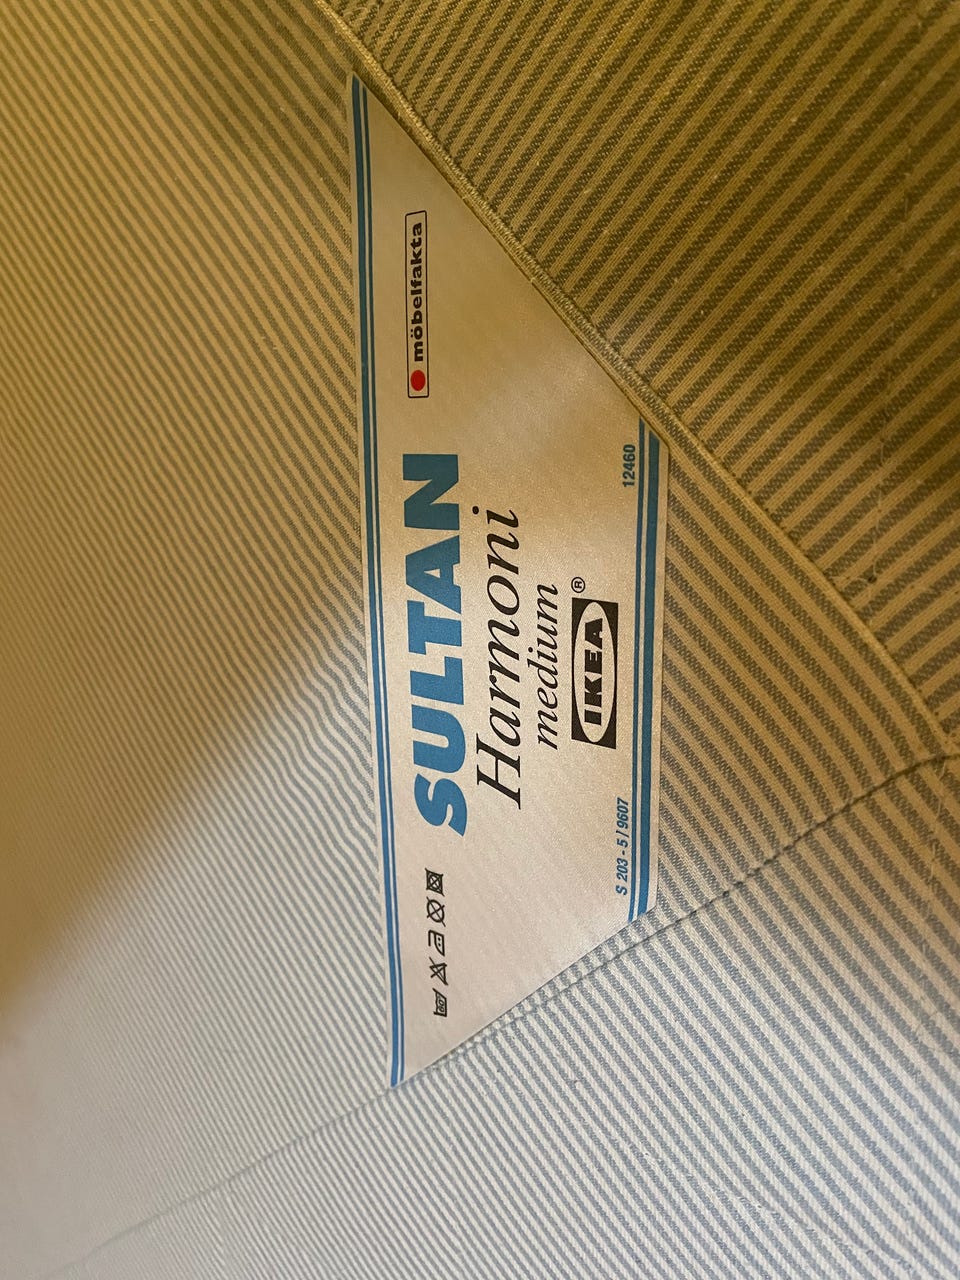 möbelfakta
SULTAN
Harmoni
medium
IKEA®
S 203 - 5 / 9607
12460